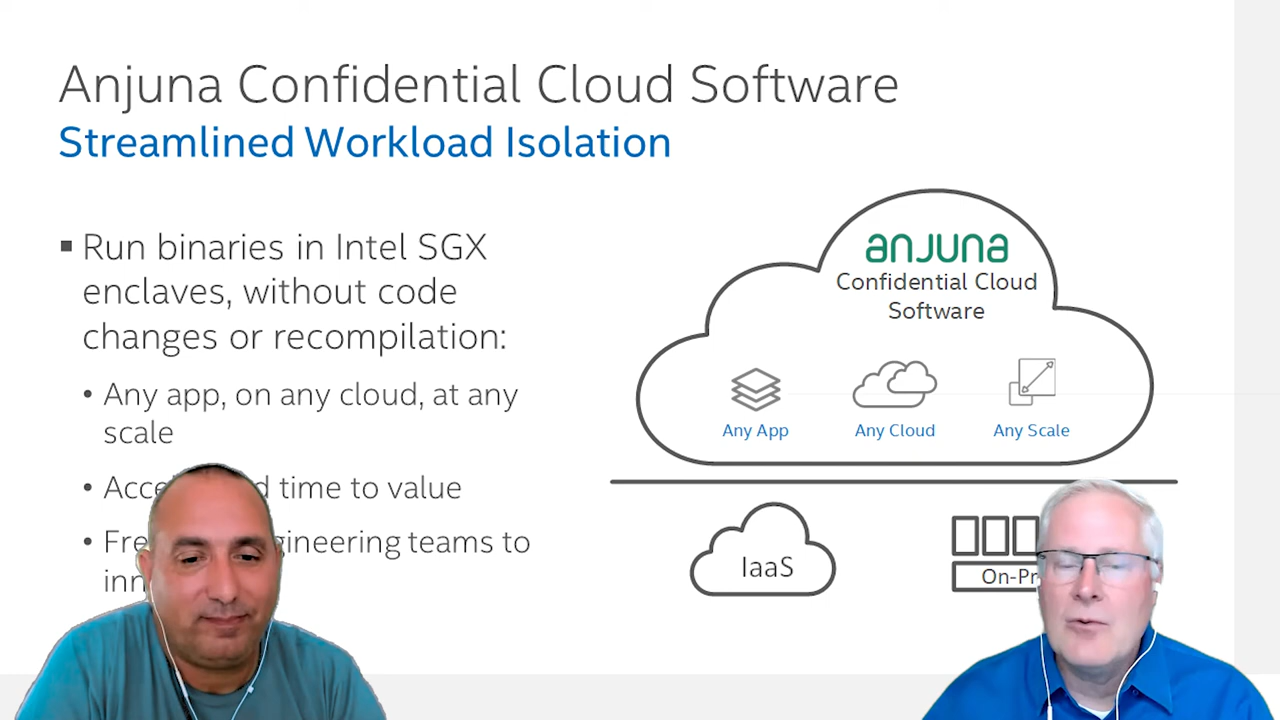 Anjuna Confidential Cloud Software
Streamlined Workload Isolation
Run binaries in Intel SGX
enclaves, without code
changes or recompilation:
• Any app, on any cloud, at any
scale
• time to value
• teams to
anjuna
Confidential Cloud
Software
Any App
Any Cloud
Any Scale
IaaS